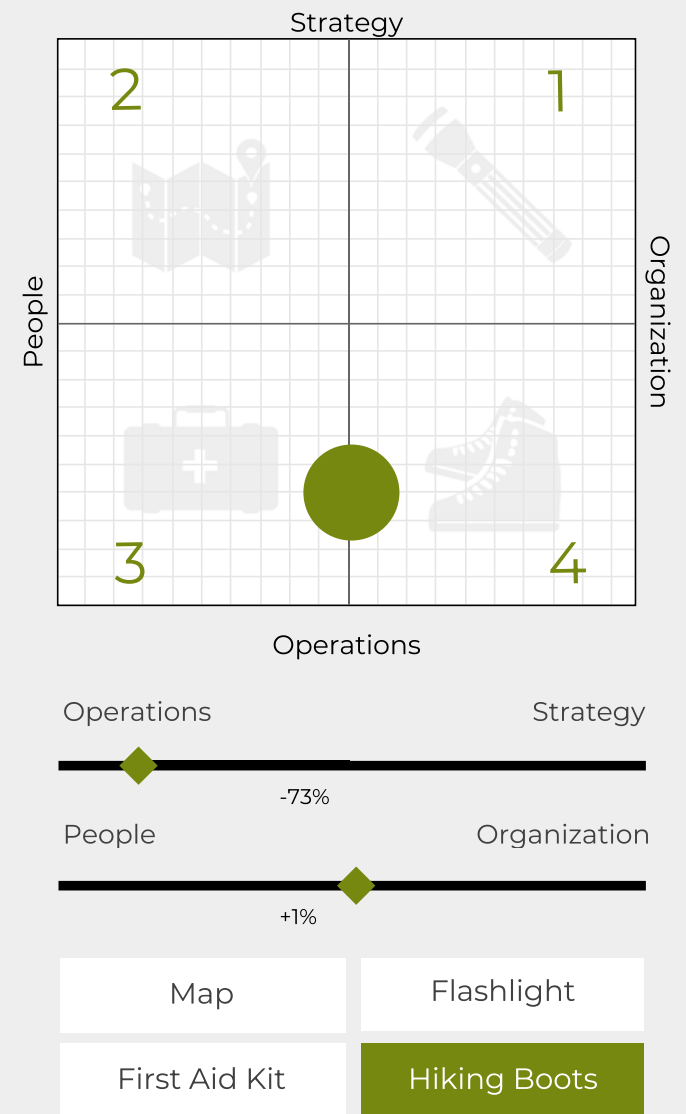 Strategy
2
1
People
Organization
3
4
Operations
Operations
Strategy
-73%
People
Organization
+1%
Map
Flashlight
First Aid Kit
Hiking Boots